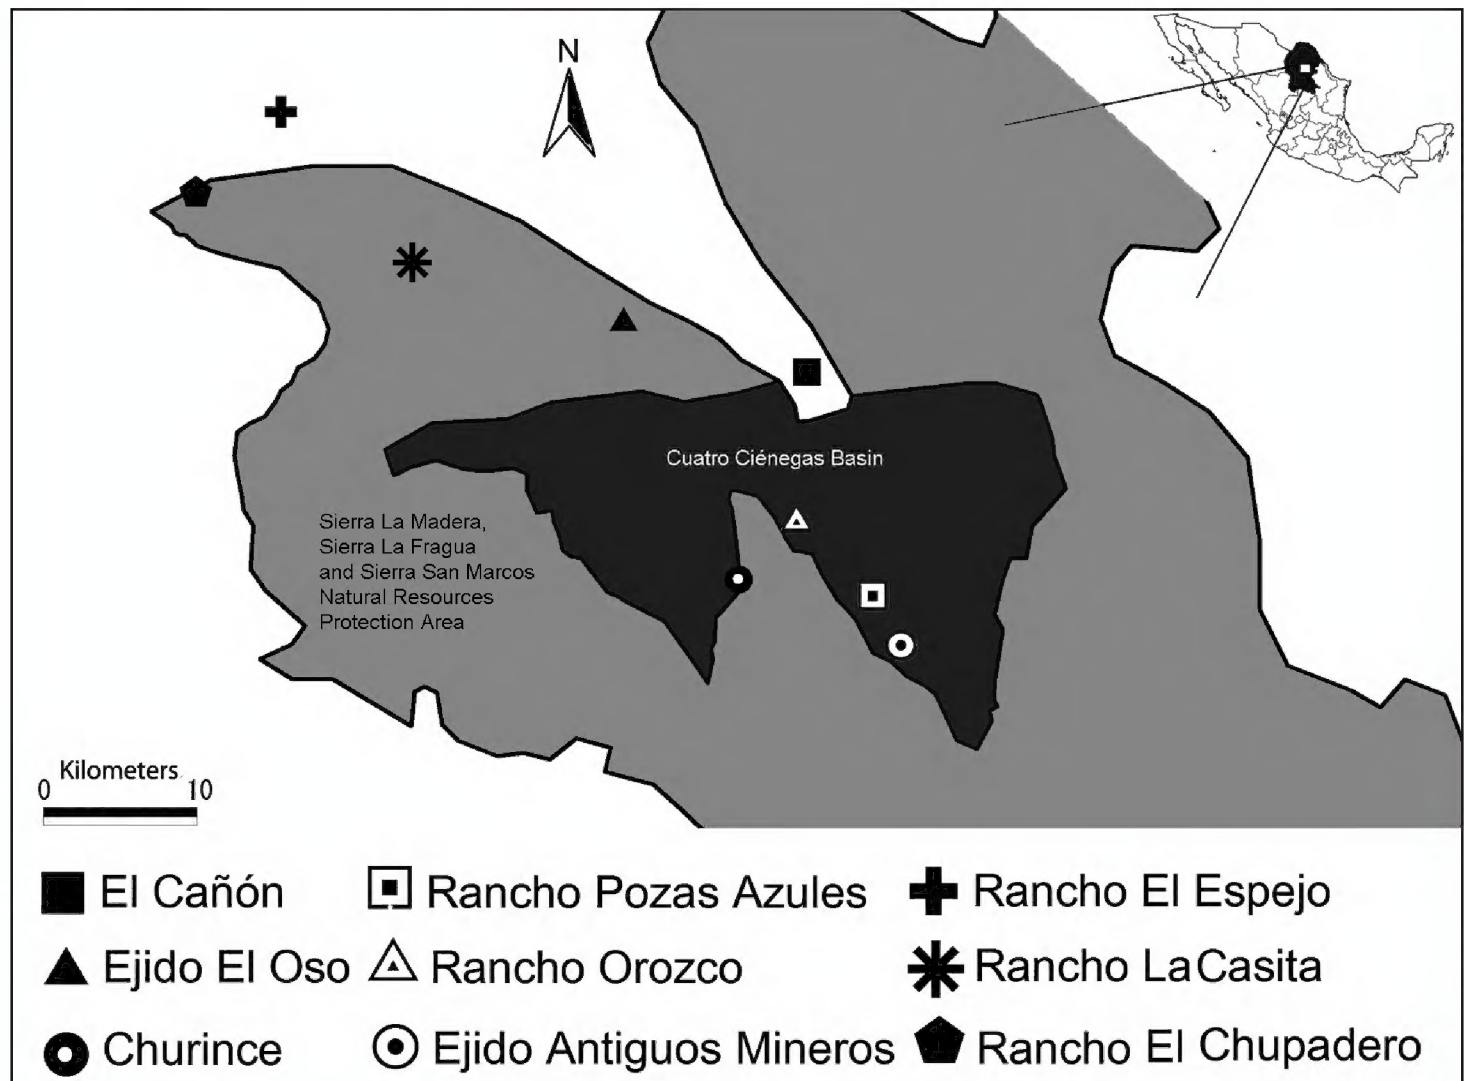 N
Cuatro Ciénegas Basin
Sierra La Madera,
Sierra La Fragua
and Sierra San Marcos
Natural Resources
Protection Area
Kilometers
0 10
El Cañón Rancho Pozas Azules Rancho El Espejo
Ejido El Oso Rancho Orozco Rancho La Casita
Churince Ejido Antiguos Mineros Rancho El Chupadero